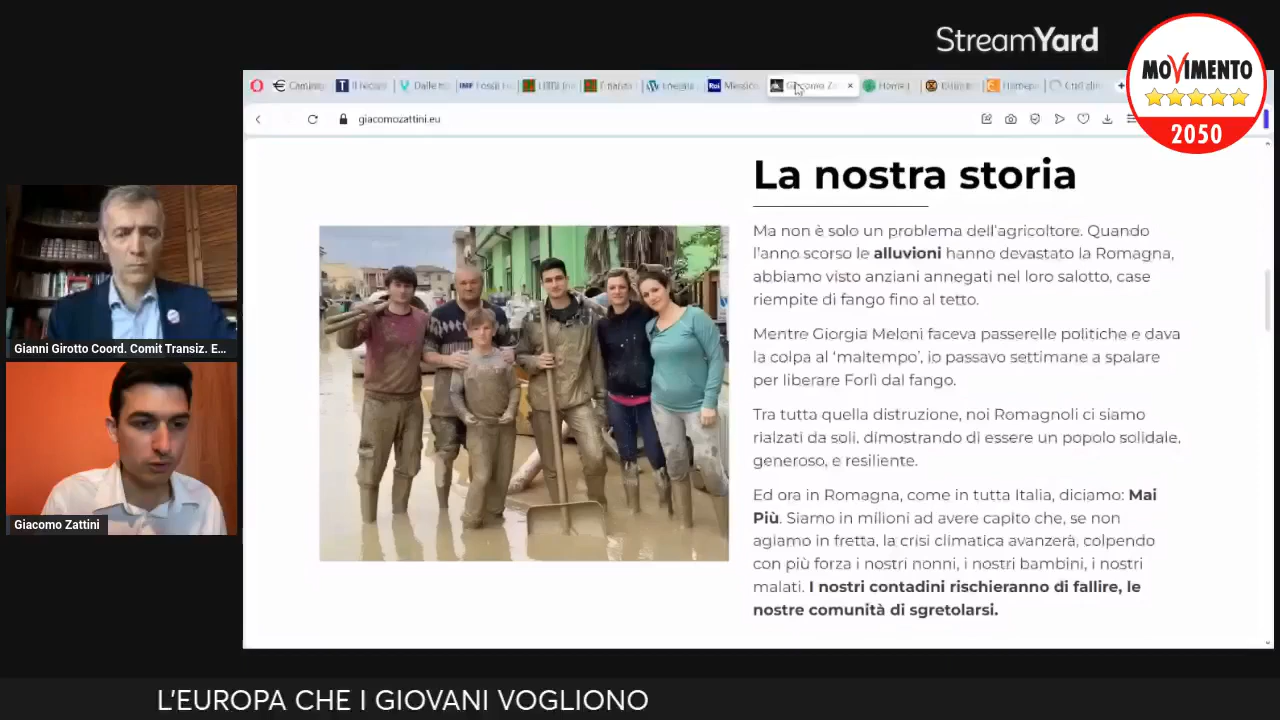 StreamYard
MOVIMENTO
2050
Rai
giacomozattini.eu
La nostra storia
Ma non è solo un problema dell'agricoltore. Quando
l'anno scorso le alluvioni hanno devastato la Romagna,
abbiamo visto anziani annegati nel loro salotto, case
riempite di fango fino al tetto.
Mentre Giorgia Meloni faceva passerelle politiche e dava
la colpa al 'maltempo', io passavo settimane a spalare
per liberare Forlì dal fango.
Tra tutta quella distruzione, noi Romagnoli ci siamo
rialzati da soli, dimostrando di essere un popolo solidale,
generoso, e resiliente.
Ed ora in Romagna, come in tutta Italia, diciamo: Mai
Più. Siamo in milioni ad avere capito che, se non
agiamo in fretta, la crisi climatica avanzerà, colpendo
con più forza i nostri nonni, i nostri bambini, i nostri
malati. I nostri contadini rischieranno di fallire, le
nostre comunità di sgretolarsi.
Gianni Girotto Coord. Comit Transiz. E...
Giacomo Zattini
L'EUROPA CHE I GIOVANI VOGLIONO